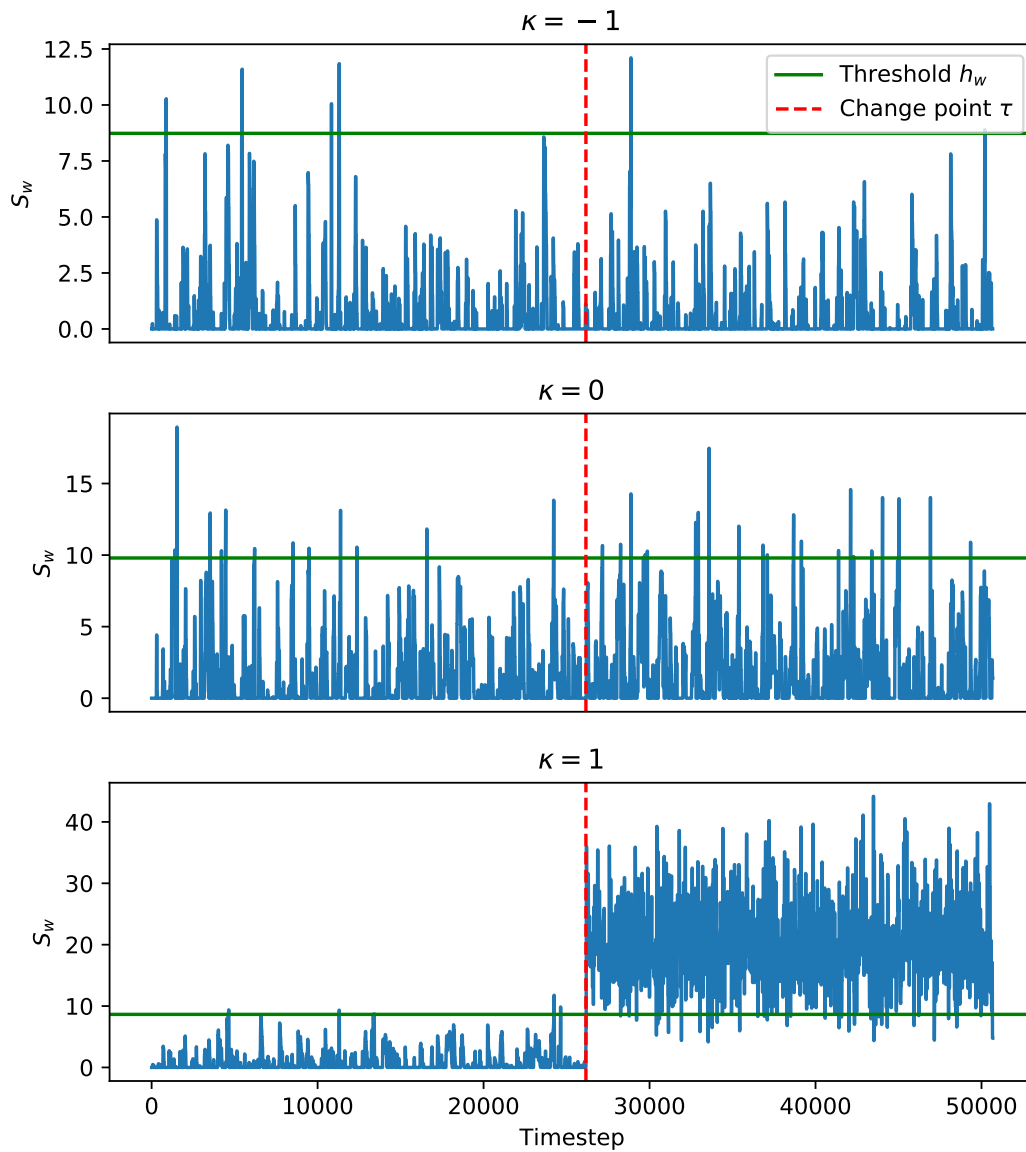 κ = −1
12.5
10.0
7.5
5.0
2.5
0.0
S_w
Threshold h_w
Change point τ
κ = 0
15
10
5
0
S_w
κ = 1
40
30
20
10
0
S_w
0 10000 20000 30000 40000 50000
Timestep